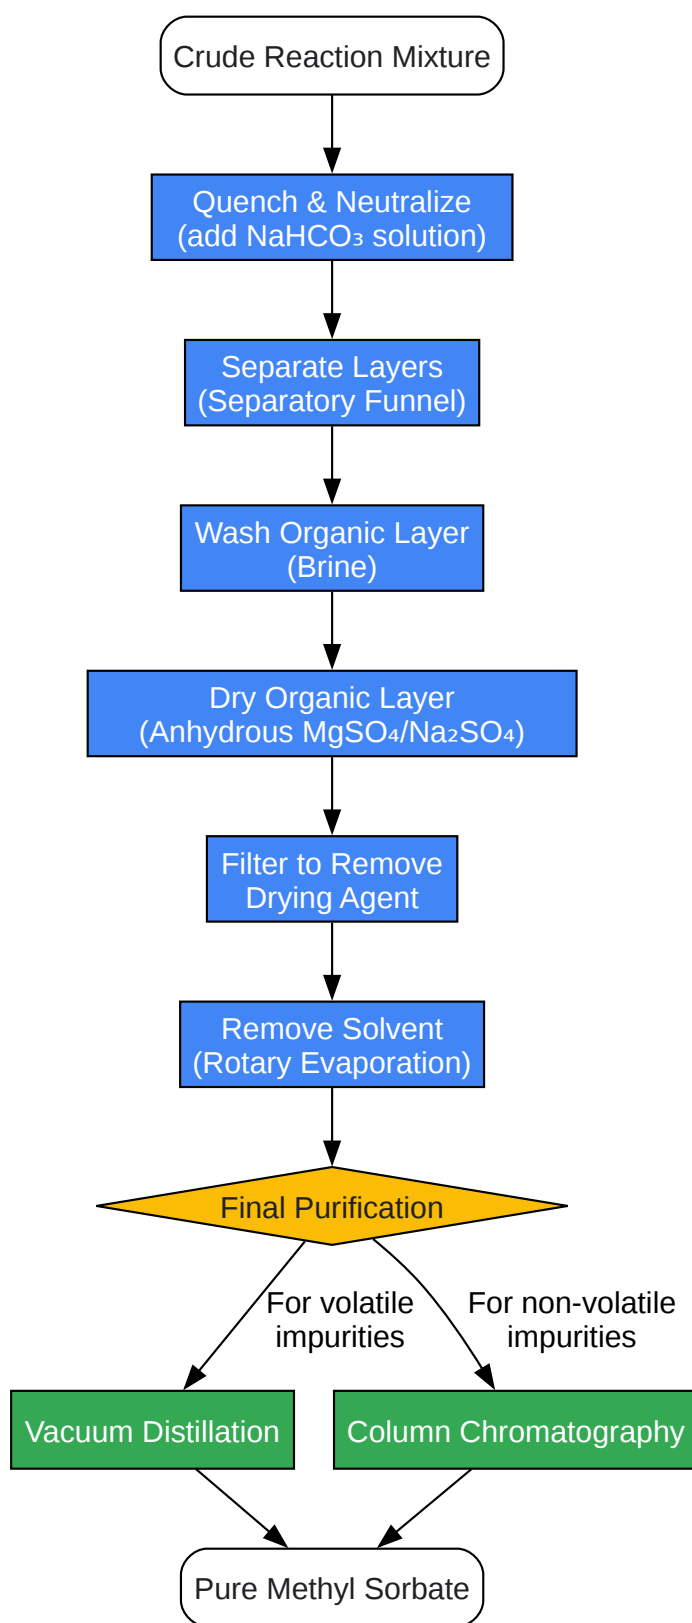 Crude Reaction Mixture
Quench & Neutralize
(add NaHCO₃ solution)
Separate Layers
(Separatory Funnel)
Wash Organic Layer
(Brine)
Dry Organic Layer
(Anhydrous MgSO₄/Na₂SO₄)
Filter to Remove
Drying Agent
Remove Solvent
(Rotary Evaporation)
Final Purification
For volatile
impurities
For non-volatile
impurities
Vacuum Distillation
Column Chromatography
Pure Methyl Sorbate